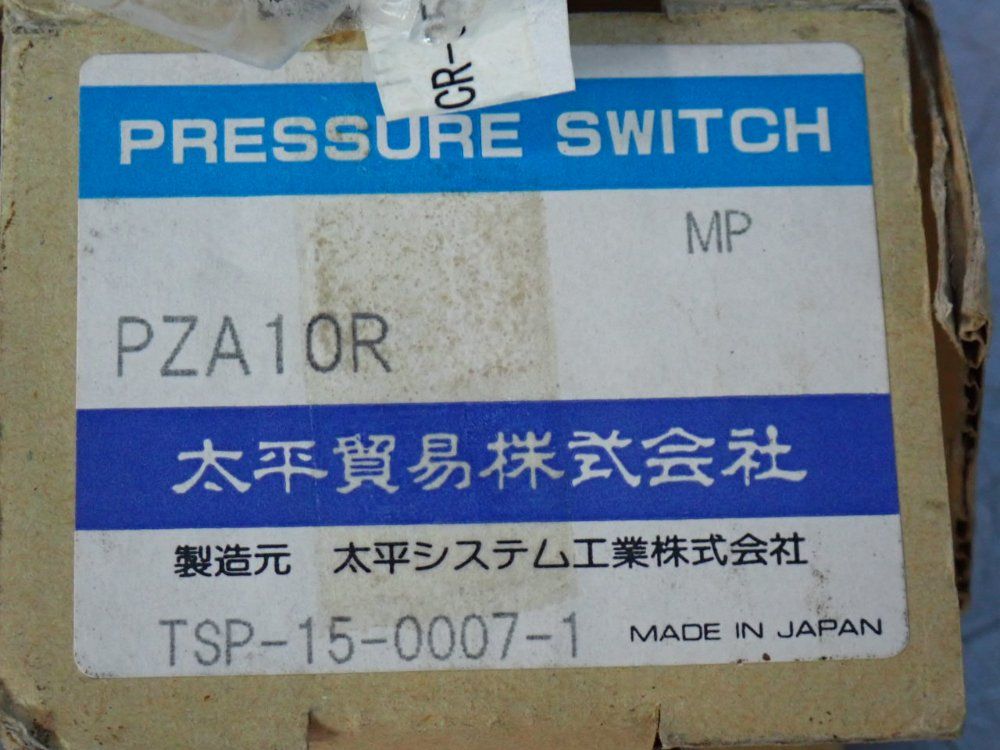 CR-
PRESSURE SWITCH
MP
PZA10R
太平貿易株式会社
製造元 太平システム工業株式会社
TSP-15-0007-1 MADE IN JAPAN